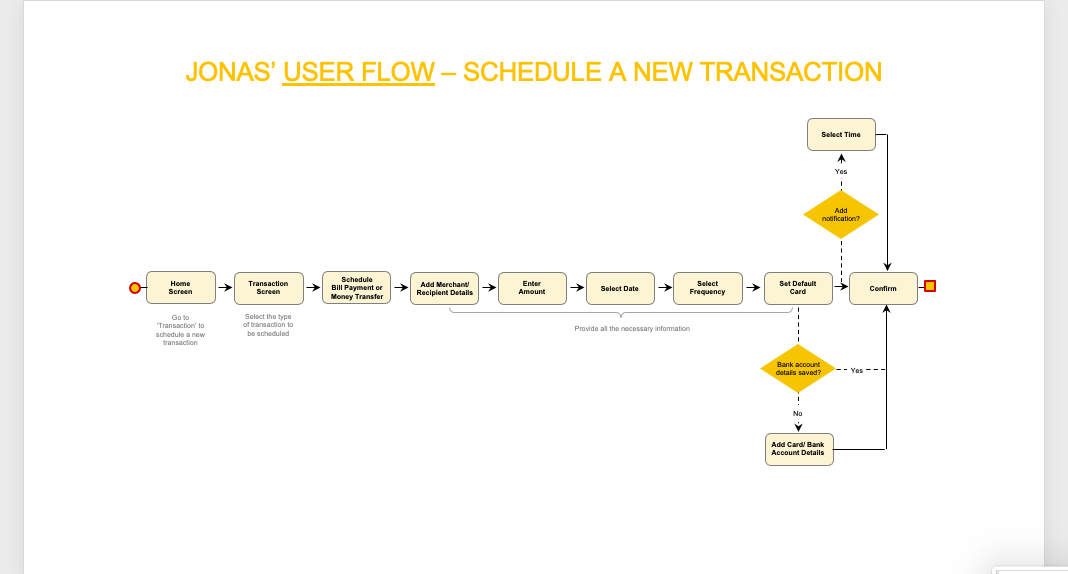 JONAS’ USER FLOW – SCHEDULE A NEW TRANSACTION
Select Time
Yes
Add
notification?
Home
Screen
Transaction
Screen
Schedule
Bill Payment or
Money Transfer
Add Merchant/
Recipient Details
Enter
Amount
Select Date
Select
Frequency
Set Default
Card
Confirm
Go to
'Transaction' to
schedule a new
transaction
Select the type
of transaction to
be scheduled
Provide all the necessary information
Bank account
details saved?
Yes
No
Add Card/ Bank
Account Details